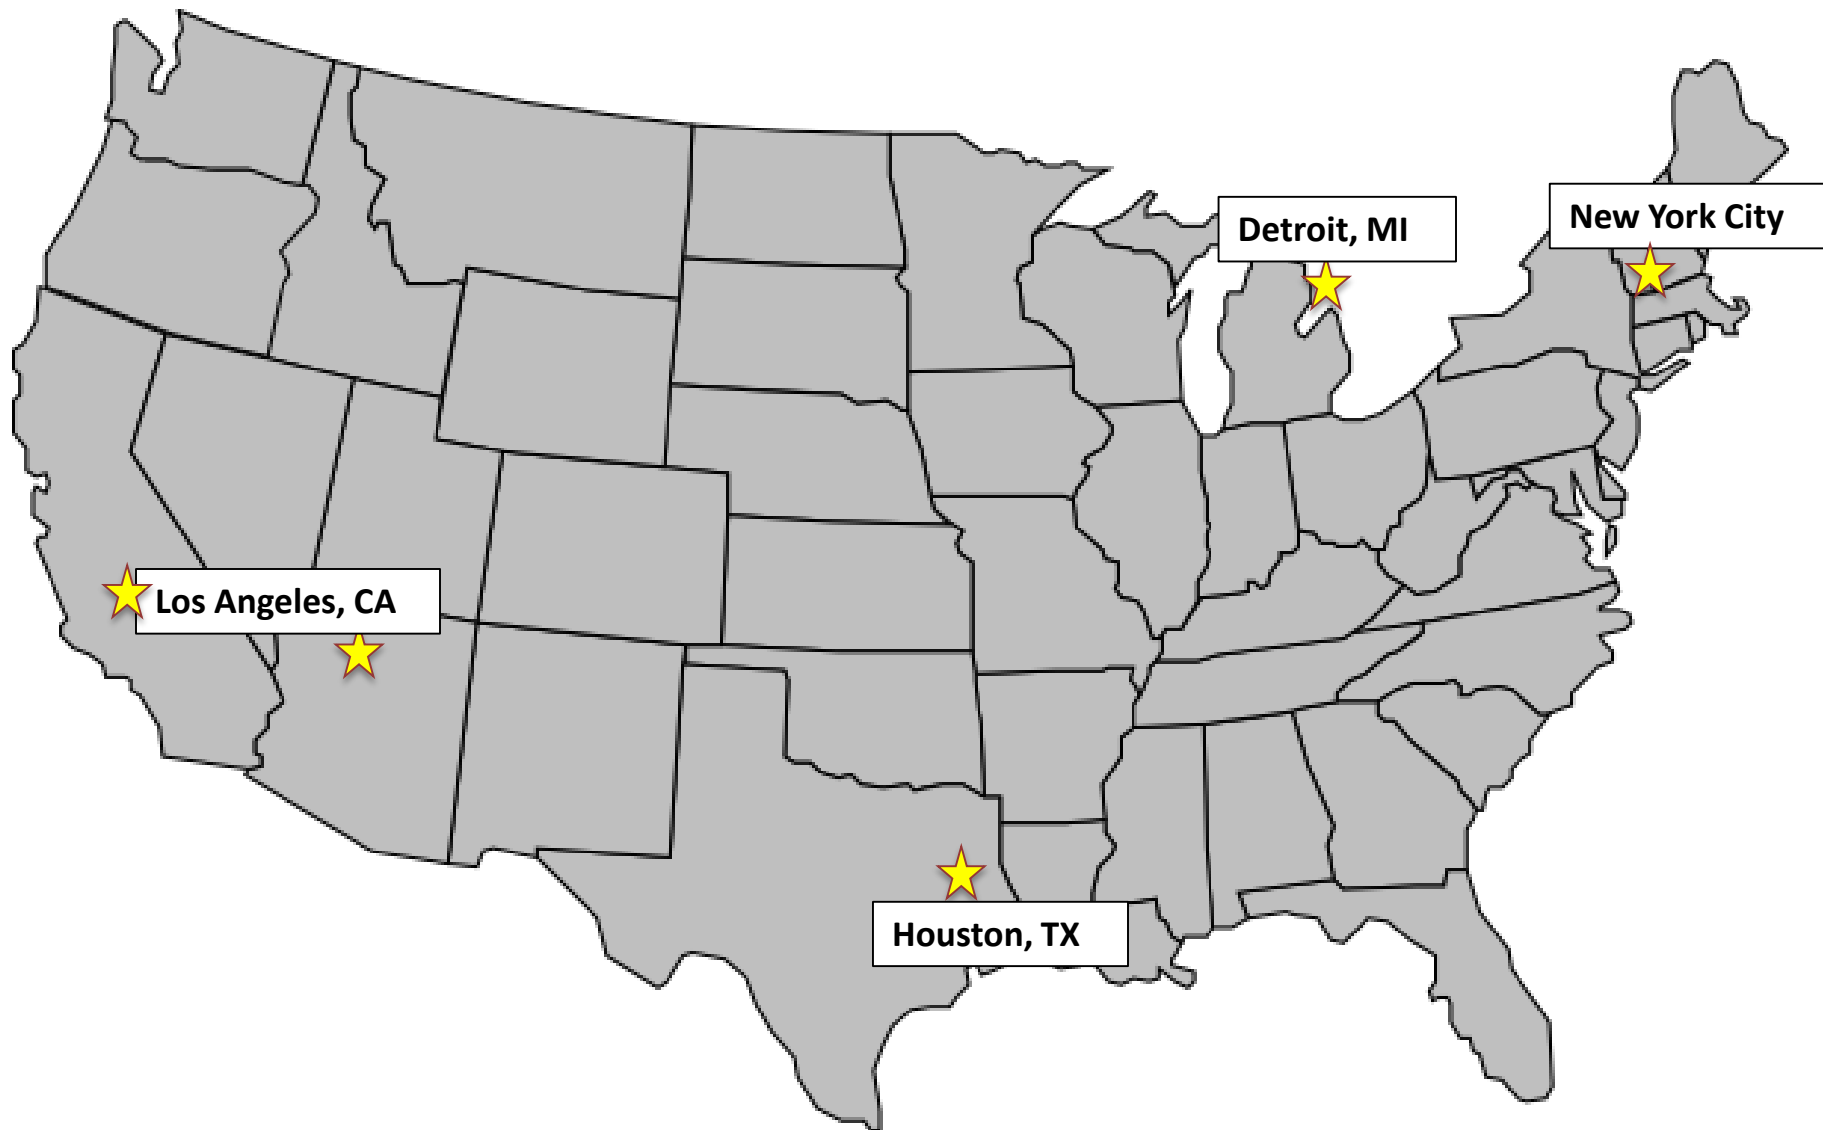 Detroit, MI
New York City
Los Angeles, CA
Houston, TX